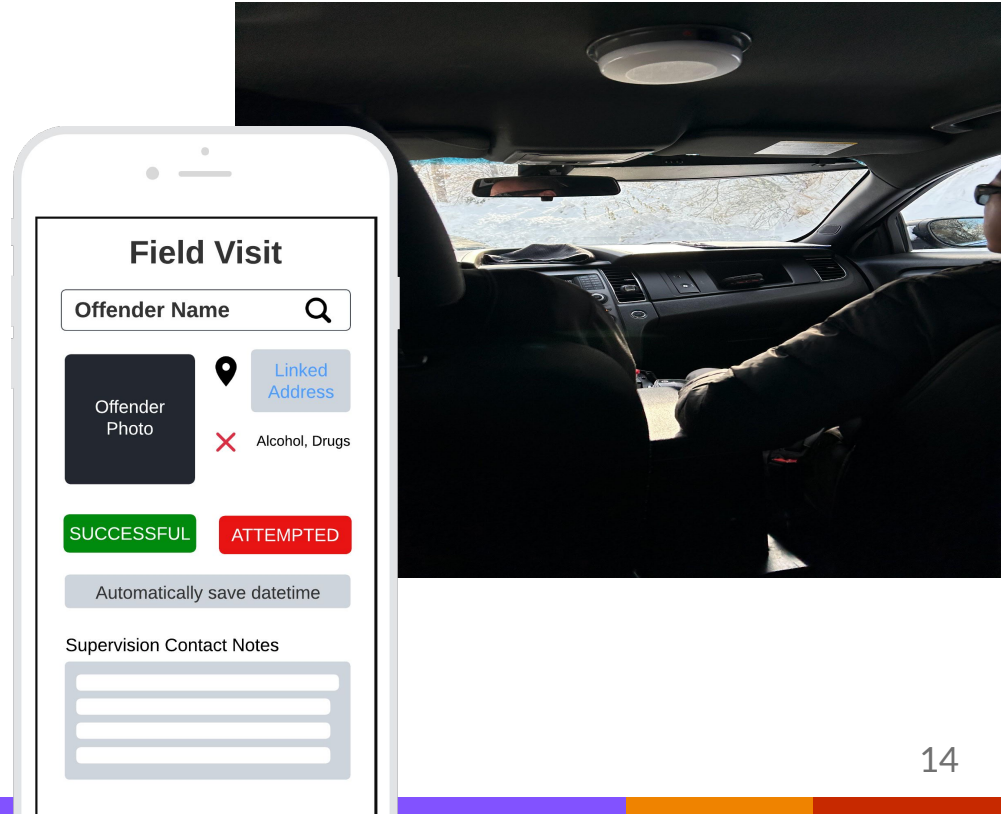 Field Visit
Offender Name
Offender
Photo
Linked
Address
Alcohol, Drugs
SUCCESSFUL
ATTEMPTED
Automatically save datetime
Supervision Contact Notes
14